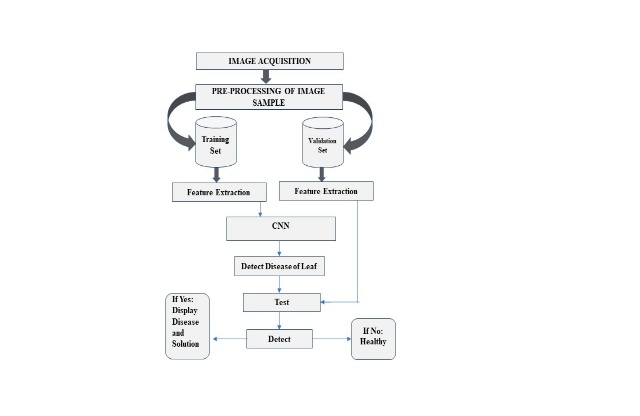 IMAGE ACQUISITION
PRE-PROCESSING OF IMAGE
SAMPLE
Training
Set
Validation
Set
Feature Extraction
Feature Extraction
CNN
Detect Disease of Leaf
Test
If Yes:
Display
Disease
and
Solution
Detect
If No:
Healthy